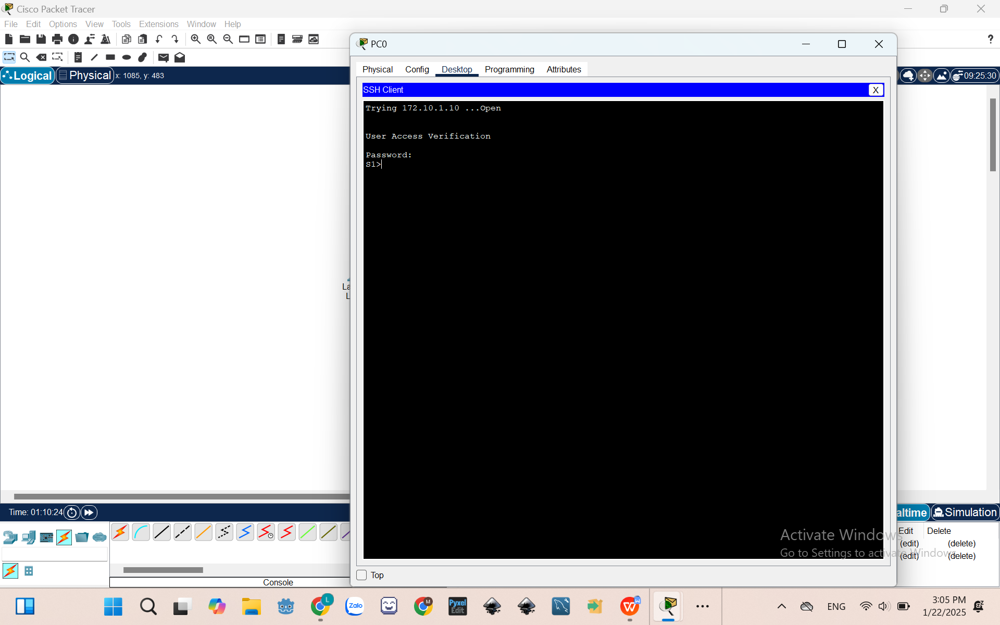 Cisco Packet Tracer
File Edit Options View Tools Extensions Window Help
PC0
Physical Config Desktop Programming Attributes
Logical Physical x: 1085, y: 483
09:25:30
SSH Client X
Trying 172.10.1.10 ...Open
User Access Verification
Password:
S1>
La
L
Time: 01:10:24
altime Simulation
Activate Windows
Go to Settings to activate Windows.
Edit Delete
(edit) (delete)
(edit) (delete)
Top
Console
L
Zalo
M
Pyxel
Edit
W
W
ENG
3:05 PM
1/22/2025